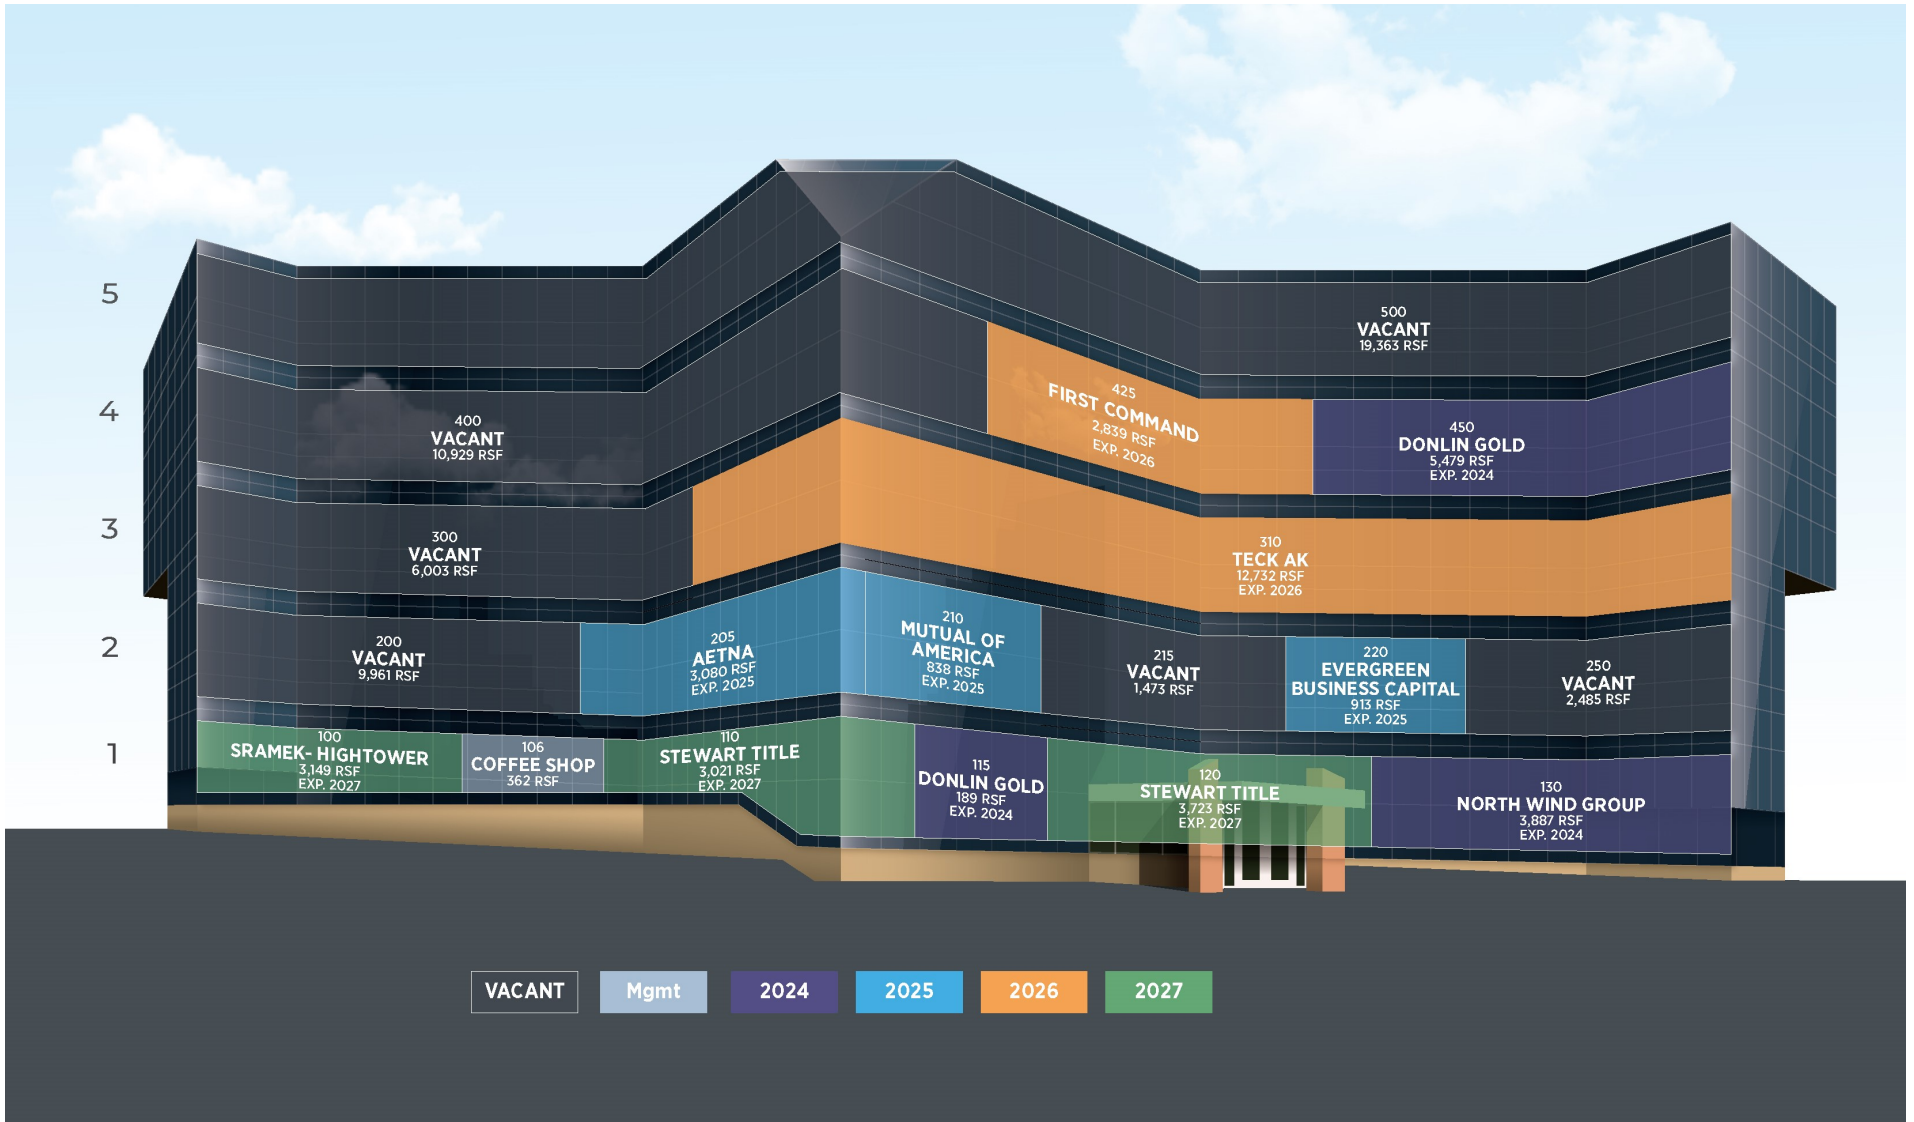 5
500
VACANT
19,363 RSF
4
400
VACANT
10,929 RSF
425
FIRST COMMAND
2,839 RSF
EXP. 2026
450
DONLIN GOLD
5,479 RSF
EXP. 2024
3
300
VACANT
6,003 RSF
310
TECK AK
12,732 RSF
EXP. 2026
2
200
VACANT
9,961 RSF
205
AETNA
3,080 RSF
EXP. 2025
210
MUTUAL OF
AMERICA
838 RSF
EXP. 2025
215
VACANT
1,473 RSF
220
EVERGREEN
BUSINESS CAPITAL
913 RSF
EXP. 2025
250
VACANT
2,485 RSF
1
100
SRAMEK- HIGHTOWER
3,149 RSF
EXP. 2027
106
COFFEE SHOP
362 RSF
110
STEWART TITLE
3,021 RSF
EXP. 2027
115
DONLIN GOLD
189 RSF
EXP. 2024
120
STEWART TITLE
3,723 RSF
EXP. 2027
130
NORTH WIND GROUP
3,887 RSF
EXP. 2024
VACANT
Mgmt
2024
2025
2026
2027